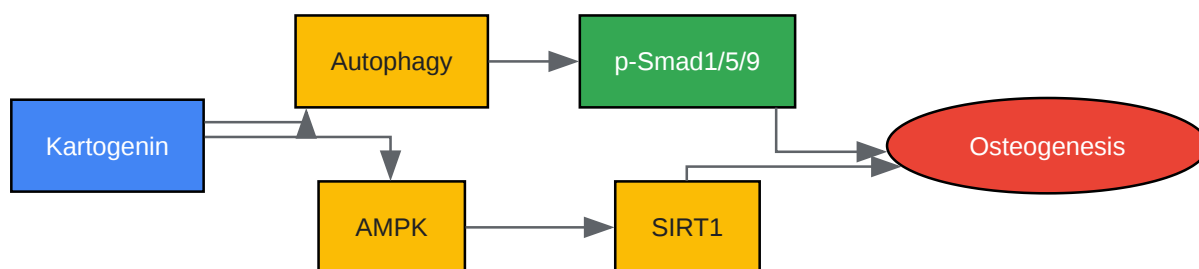 Autophagy
p-Smad1/5/9
Kartogenin
Osteogenesis
AMPK
SIRT1